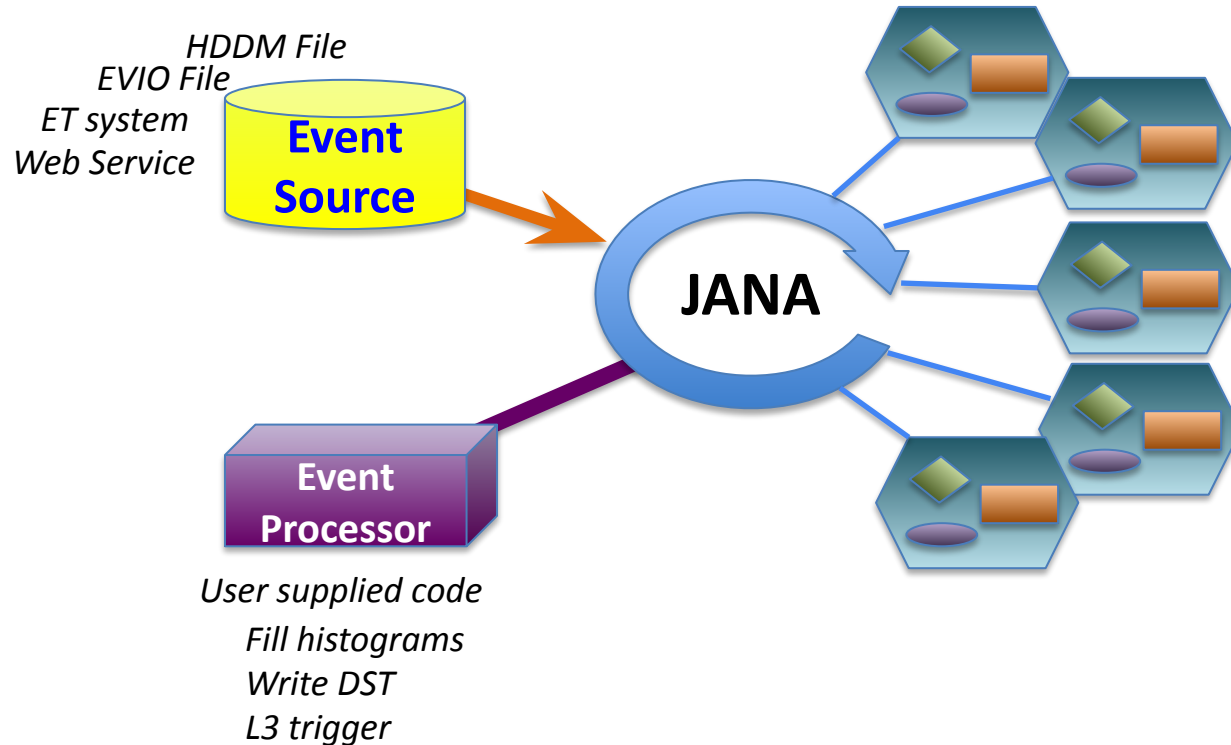 HDDM File
EVIO File
ET system
Web Service
Event
Source
JANA
Event
Processor
User supplied code
Fill histograms
Write DST
L3 trigger